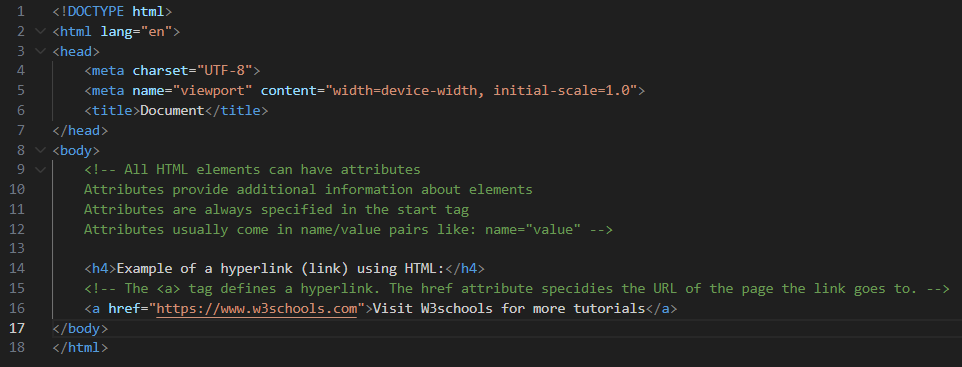 1 <!DOCTYPE html>
2 <html lang="en">
3 <head>
4     <meta charset="UTF-8">
5     <meta name="viewport" content="width=device-width, initial-scale=1.0">
6     <title>Document</title>
7 </head>
8 <body>
9     <!-- All HTML elements can have attributes
10     Attributes provide additional information about elements
11     Attributes are always specified in the start tag
12     Attributes usually come in name/value pairs like: name="value" -->
13
14     <h4>Example of a hyperlink (link) using HTML:</h4>
15     <!-- The <a> tag defines a hyperlink. The href attribute specidies the URL of the page the link goes to. -->
16     <a href="https://www.w3schools.com">Visit W3schools for more tutorials</a>
17 </body>
18 </html>